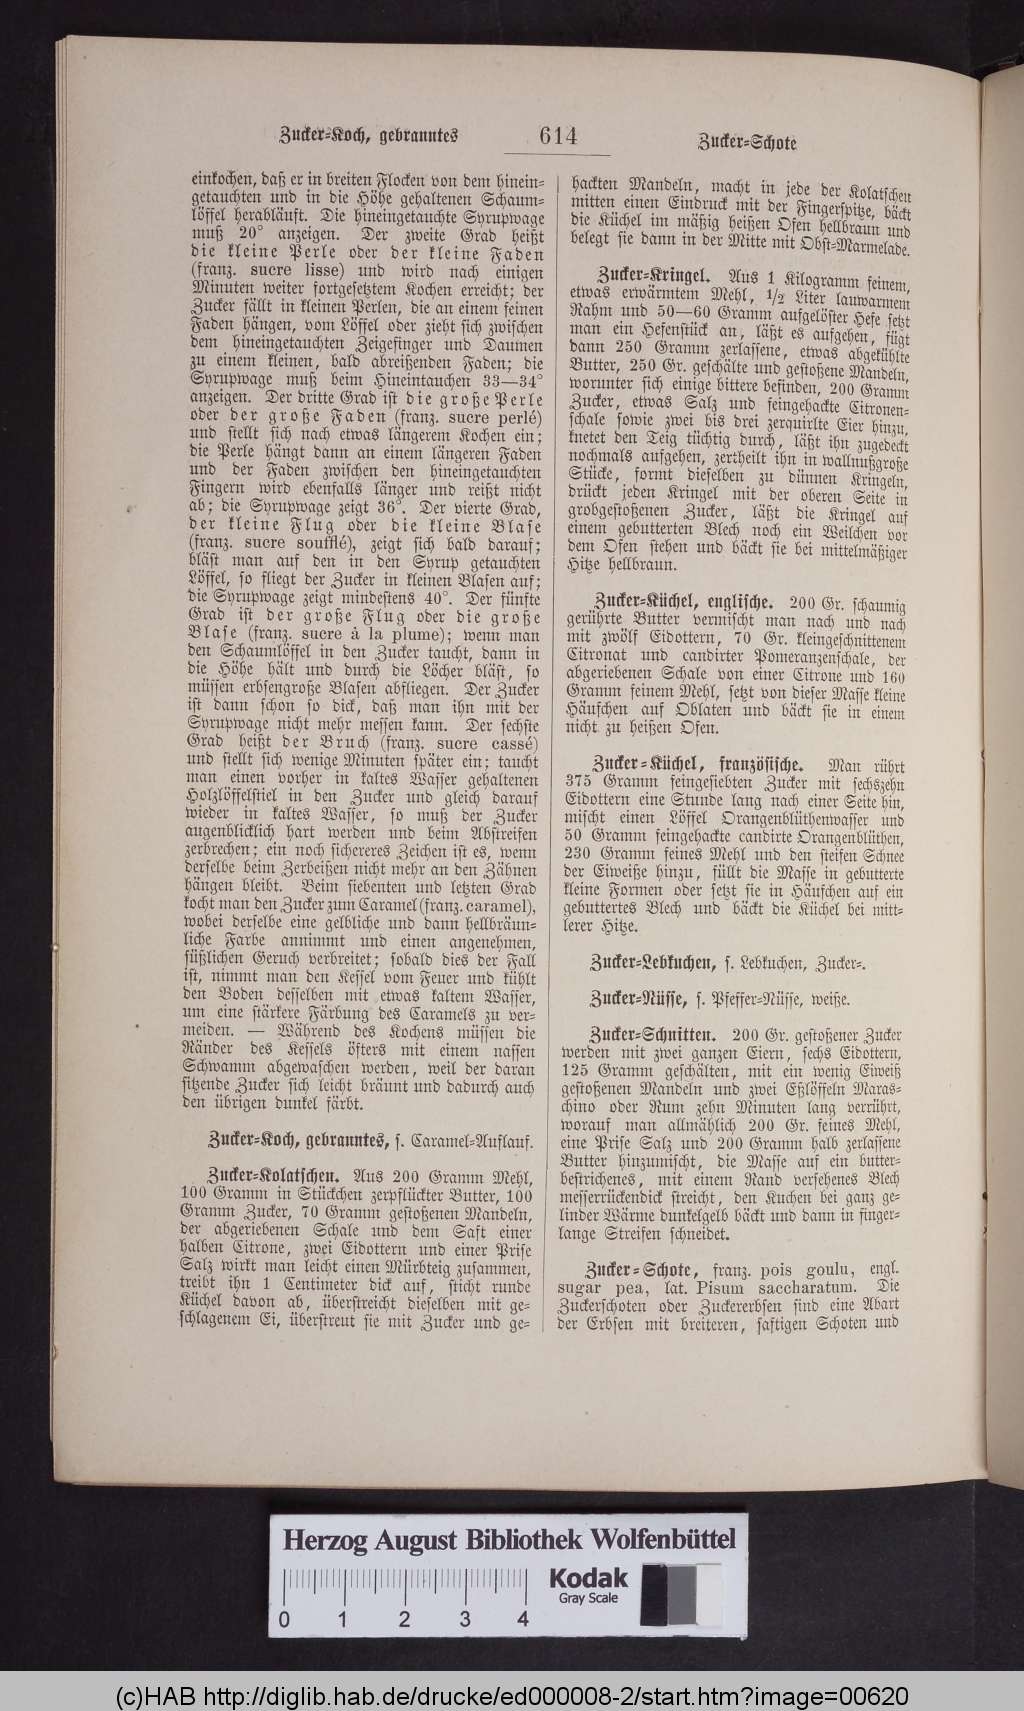 Zucker-Koch, gebranntes
614
Zucker-Schote
einkochen, daß er in breiten Flocken von dem hinein-
getauchten und in die Höhe gehaltenen Schaum-
löffel herabläuft. Die hineingetauchte Syrupwage
muß 20° anzeigen. Der zweite Grad heißt
die kleine Perle oder der kleine Faden
(franz. sucre lisse) und wird nach einigen
Minuten weiter fortgesetztem Kochen erreicht; der
Zucker fällt in kleinen Perlen, die an einem feinen
Faden hängen, vom Löffel oder zieht sich zwischen
dem hineingetauchten Zeigefinger und Daumen
zu einem kleinen, bald abreißenden Faden; die
Syrupwage muß beim Hineintauchen 33—34°
anzeigen. Der dritte Grad ist die große Perle
oder der große Faden (franz. sucre perlé)
und stellt sich nach etwas längerem Kochen ein;
die Perle hängt dann an einem längeren Faden
und der Faden zwischen den hineingetauchten
Fingern wird ebenfalls länger und reißt nicht
ab; die Syrupwage zeigt 36°. Der vierte Grad,
der kleine Flug oder die kleine Blase
(franz. sucre soufflé), zeigt sich bald darauf;
bläst man auf den in den Syrup getauchten
Löffel, so fliegt der Zucker in kleinen Blasen auf;
die Syrupwage zeigt mindestens 40°. Der fünfte
Grad ist der große Flug oder die große
Blase (franz. sucre à la plume); wenn man
den Schaumlöffel in den Zucker taucht, dann in
die Höhe hält und durch die Löcher bläst, so
müssen erbsengroße Blasen abfliegen. Der Zucker
ist dann schon so dick, daß man ihn mit der
Syrupwage nicht mehr messen kann. Der sechste
Grad heißt der Bruch (franz. sucre cassé)
und stellt sich wenige Minuten später ein; taucht
man einen vorher in kaltes Wasser gehaltenen
Holzlöffelstiel in den Zucker und gleich darauf
wieder in kaltes Wasser, so muß der Zucker
augenblicklich hart werden und beim Abstreifen
zerbrechen; ein noch sichereres Zeichen ist es, wenn
derselbe beim Zerbeißen nicht mehr an den Zähnen
hängen bleibt. Beim siebenten und letzten Grad
kocht man den Zucker zum Caramel (franz. caramel),
wobei derselbe eine gelbliche und dann hellbräun-
liche Farbe annimmt und einen angenehmen,
süßlichen Geruch verbreitet; sobald dies der Fall
ist, nimmt man den Kessel vom Feuer und kühlt
den Boden desselben mit etwas kaltem Wasser,
um eine stärkere Färbung des Caramels zu ver-
meiden. — Während des Kochens müssen die
Ränder des Kessels öfters mit einem nassen
Schwamm abgewaschen werden, weil der daran
sitzende Zucker sich leicht bräunt und dadurch auch
den übrigen dunkel färbt.
Zucker-Koch, gebranntes, s. Caramel-Auflauf.
Zucker-Kolatschen. Aus 200 Gramm Mehl,
100 Gramm in Stückchen zerpflückter Butter, 100
Gramm Zucker, 70 Gramm gestoßenen Mandeln,
der abgeriebenen Schale und dem Saft einer
halben Citrone, zwei Eidottern und einer Prise
Salz wirkt man leicht einen Mürbteig zusammen,
treibt ihn 1 Centimeter dick auf, sticht runde
Küchel davon ab, überstreicht dieselben mit ge-
schlagenem Ei, überstreut sie mit Zucker und ge-
hackten Mandeln, macht in jede der Kolatschen
mitten einen Eindruck mit der Fingerspitze, bäckt
die Küchel im mäßig heißen Ofen hellbraun und
belegt sie dann in der Mitte mit Obst-Marmelade.
Zucker-Kringel. Aus 1 Kilogramm feinem,
etwas erwärmtem Mehl, 1/2 Liter lauwarmem
Rahm und 50—60 Gramm aufgelöster Hefe setzt
man ein Hefenstück an, läßt es aufgehen, fügt
dann 250 Gramm zerlassene, etwas abgekühlte
Butter, 250 Gr. geschälte und gestoßene Mandeln,
worunter sich einige bittere befinden, 200 Gramm
Zucker, etwas Salz und feingehackte Citronen-
schale sowie zwei bis drei zerquirlte Eier hinzu,
knetet den Teig tüchtig durch, läßt ihn zugedeckt
nochmals aufgehen, zertheilt ihn in wallnußgroße
Stücke, formt dieselben zu dünnen Kringeln,
drückt jeden Kringel mit der oberen Seite in
grobgestoßenen Zucker, läßt die Kringel auf
einem gebutterten Blech noch ein Weilchen vor
dem Ofen stehen und bäckt sie bei mittelmäßiger
Hitze hellbraun.
Zucker-Küchel, englische. 200 Gr. schaumig
gerührte Butter vermischt man nach und nach
mit zwölf Eidottern, 70 Gr. kleingeschnittenem
Citronat und candirter Pomeranzenschale, der
abgeriebenen Schale von einer Citrone und 160
Gramm feinem Mehl, setzt von dieser Masse kleine
Häufchen auf Oblaten und bäckt sie in einem
nicht zu heißen Ofen.
Zucker-Küchel, französische. Man rührt
375 Gramm feingesiebten Zucker mit sechszehn
Eidottern eine Stunde lang nach einer Seite hin,
mischt einen Löffel Orangenblüthenwasser und
50 Gramm feingehackte candirte Orangenblüthen,
230 Gramm feines Mehl und den steifen Schnee
der Eiweiße hinzu, füllt die Masse in gebutterte
kleine Formen oder setzt sie in Häufchen auf ein
gebuttertes Blech und bäckt die Küchel bei mitt-
lerer Hitze.
Zucker-Lebkuchen, s. Lebkuchen, Zucker-.
Zucker-Nüsse, s. Pfeffer-Nüsse, weiße.
Zucker-Schnitten. 200 Gr. gestoßener Zucker
werden mit zwei ganzen Eiern, sechs Eidottern,
125 Gramm geschälten, mit ein wenig Eiweiß
gestoßenen Mandeln und zwei Eßlöffeln Maras-
chino oder Rum zehn Minuten lang verrührt,
worauf man allmählich 200 Gr. feines Mehl,
eine Prise Salz und 200 Gramm halb zerlassene
Butter hinzumischt, die Masse auf ein butter-
bestrichenes, mit einem Rand versehenes Blech
messerrückendick streicht, den Kuchen bei ganz ge-
linder Wärme dunkelgelb bäckt und dann in finger-
lange Streifen schneidet.
Zucker-Schote, franz. pois goulu, engl.
sugar pea, lat. Pisum saccharatum. Die
Zuckerschoten oder Zuckererbsen sind eine Abart
der Erbsen mit breiteren, saftigen Schoten und
Herzog August Bibliothek Wolfenbüttel
Kodak
Gray Scale
0 1 2 3 4
(c)HAB http://diglib.hab.de/drucke/ed000008-2/start.htm?image=00620